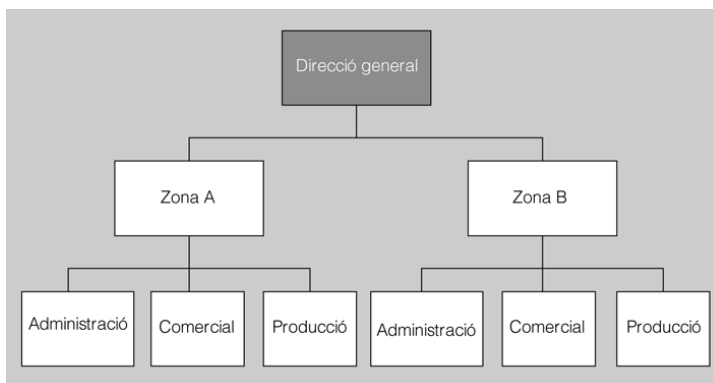 Direcció general
Zona A
Zona B
Administració
Comercial
Producció
Administració
Comercial
Producció